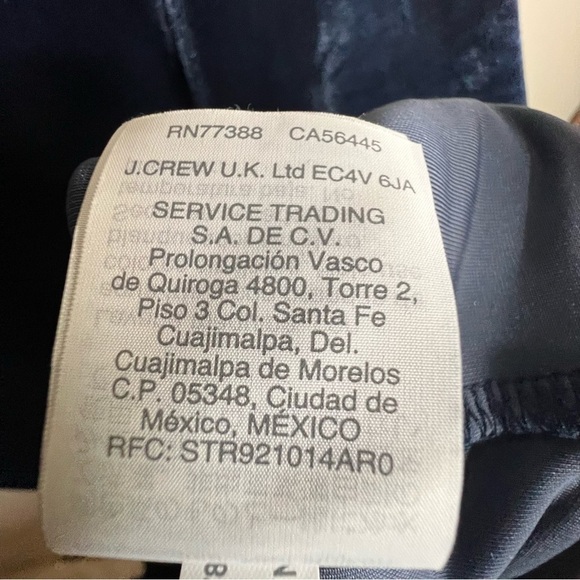 RN77388 CA56445
J.CREW U.K. Ltd EC4V 6JA
SERVICE TRADING
S.A. DE C.V.
Prolongación Vasco
de Quiroga 4800, Torre 2,
Piso 3 Col. Santa Fe
Cuajimalpa, Del.
Cuajimalpa de Morelos
C.P. 05348, Ciudad de
México, MÉXICO
RFC: STR921014AR0